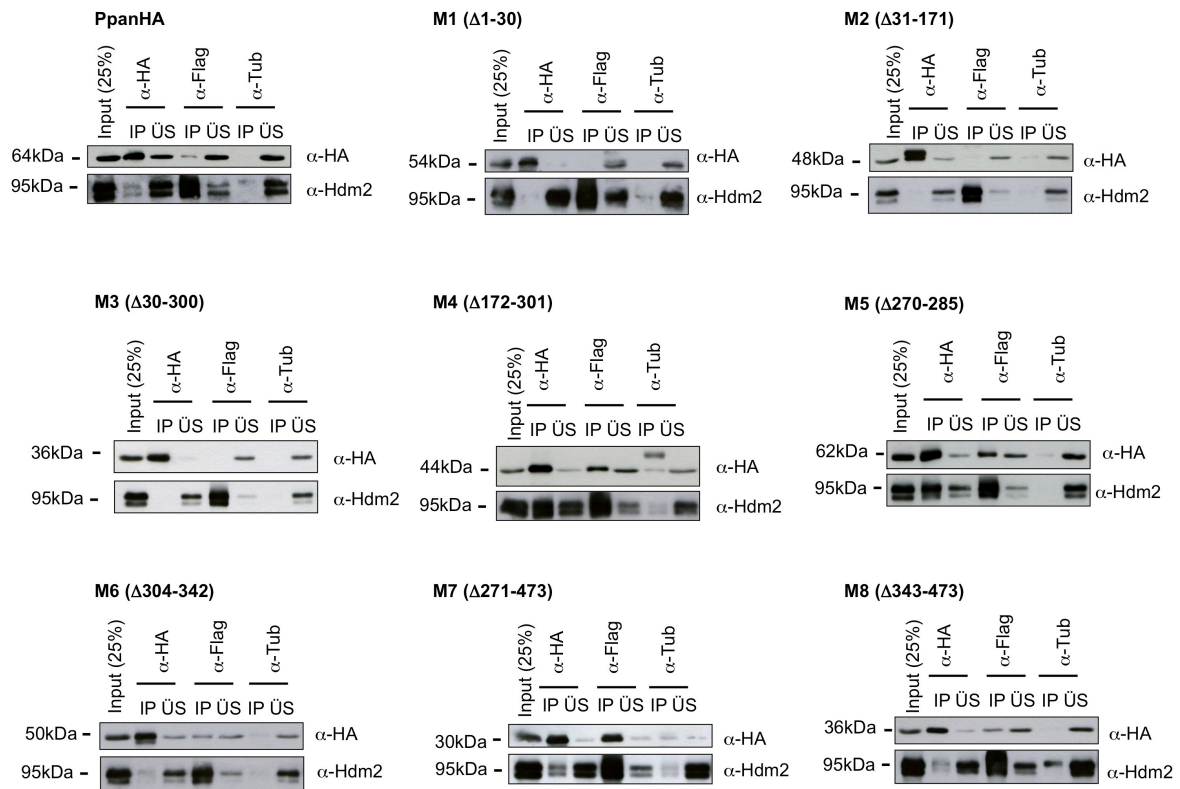 PpanHA
Input (25%)
α-HA
α-Flag
α-Tub
IP ÜS IP ÜS IP ÜS
64kDa
α-HA
95kDa
α-Hdm2
M1 (Δ1-30)
Input (25%)
α-HA
α-Flag
α-Tub
IP ÜS IP ÜS IP ÜS
54kDa
α-HA
95kDa
α-Hdm2
M2 (Δ31-171)
Input (25%)
α-HA
α-Flag
α-Tub
IP ÜS IP ÜS IP ÜS
48kDa
α-HA
95kDa
α-Hdm2
M3 (Δ30-300)
Input (25%)
α-HA
α-Flag
α-Tub
IP ÜS IP ÜS IP ÜS
36kDa
α-HA
95kDa
α-Hdm2
M4 (Δ172-301)
Input (25%)
α-HA
α-Flag
α-Tub
IP ÜS IP ÜS IP ÜS
44kDa
α-HA
95kDa
α-Hdm2
M5 (Δ270-285)
Input (25%)
α-HA
α-Flag
α-Tub
IP ÜS IP ÜS IP ÜS
62kDa
α-HA
95kDa
α-Hdm2
M6 (Δ304-342)
Input (25%)
α-HA
α-Flag
α-Tub
IP ÜS IP ÜS IP ÜS
50kDa
α-HA
95kDa
α-Hdm2
M7 (Δ271-473)
Input (25%)
α-HA
α-Flag
α-Tub
IP ÜS IP ÜS IP ÜS
30kDa
α-HA
95kDa
α-Hdm2
M8 (Δ343-473)
Input (25%)
α-HA
α-Flag
α-Tub
IP ÜS IP ÜS IP ÜS
36kDa
α-HA
95kDa
α-Hdm2